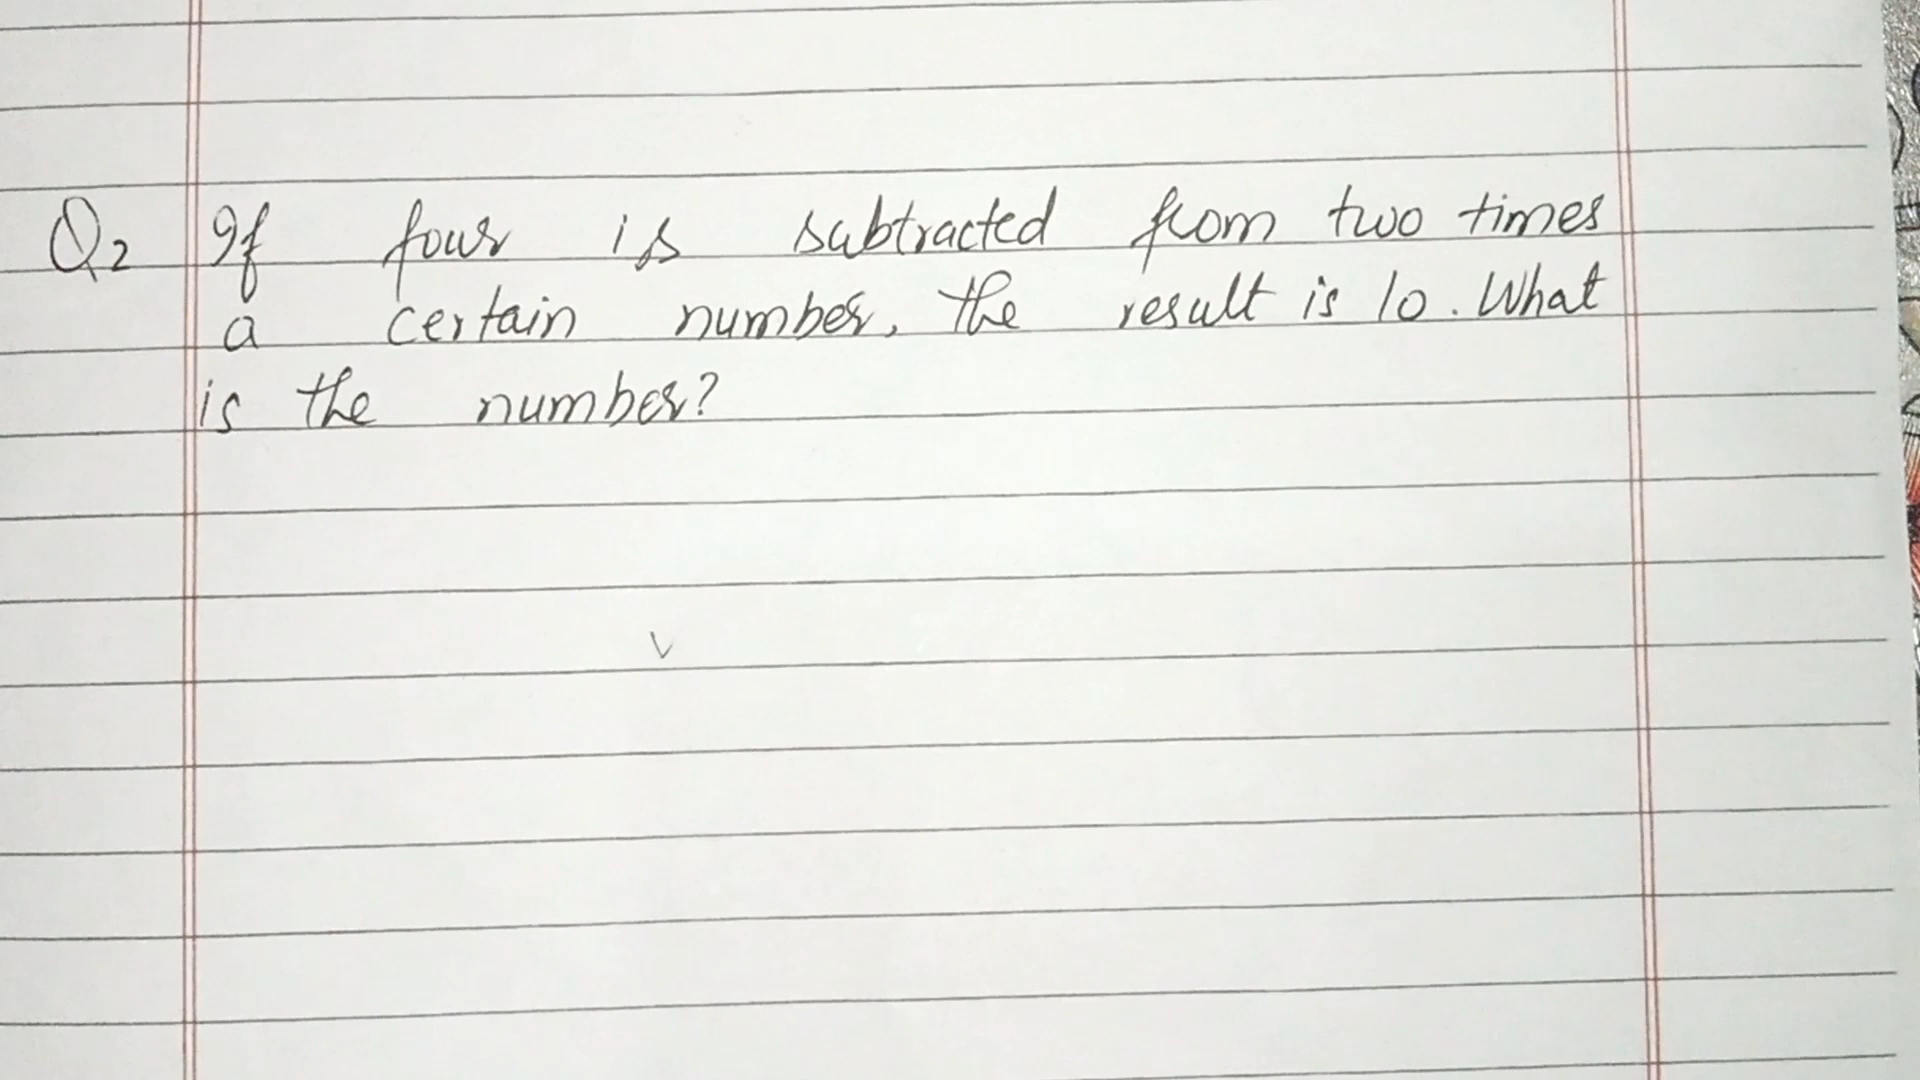 Q2 If four is subtracted from two times
a certain number, the result is 10. What
is the number?